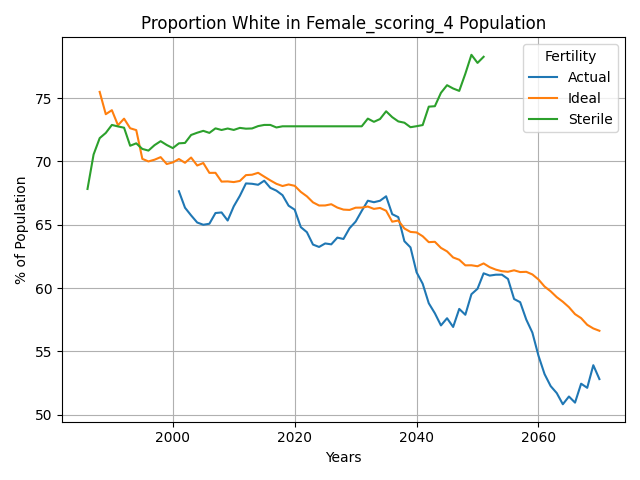 Proportion White in Female_scoring_4 Population
Fertility
Actual
Ideal
Sterile
% of Population
75
70
65
60
55
50
2000
2020
2040
2060
Years